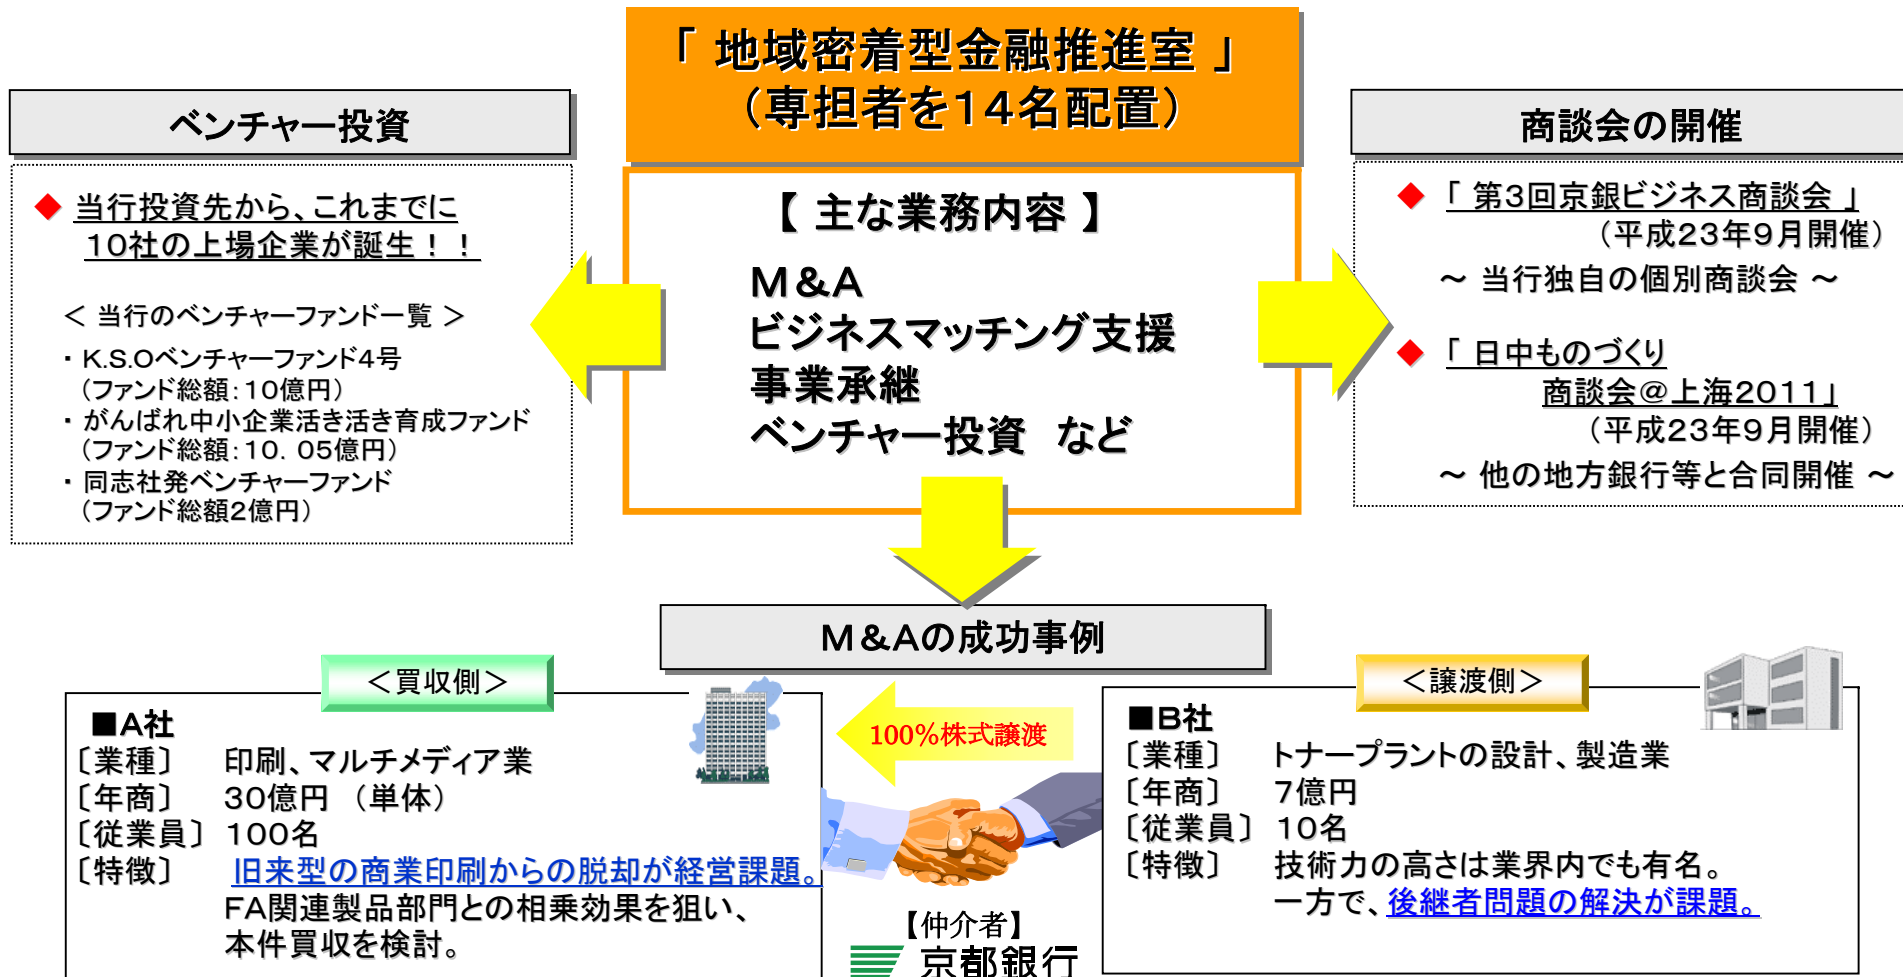 「 地域密着型金融推進室 」
（専担者を１４名配置）
【 主な業務内容 】
Ｍ＆Ａ
ビジネスマッチング支援
事業承継
ベンチャー投資　など
ベンチャー投資
◆ 当行投資先から、これまでに
１０社の上場企業が誕生！！
＜ 当行のベンチャーファンド一覧 ＞
・ K.S.Oベンチャーファンド４号
（ファンド総額：１０億円）
・ がんばれ中小企業活き活き育成ファンド
（ファンド総額：１０．０５億円）
・ 同志社発ベンチャーファンド
（ファンド総額２億円）
商談会の開催
◆ 「 第３回京銀ビジネス商談会 」
（平成２３年９月開催）
～ 当行独自の個別商談会 ～
◆ 「 日中ものづくり
商談会＠上海２０１１」
（平成２３年９月開催）
～ 他の地方銀行等と合同開催 ～
Ｍ＆Ａの成功事例
＜買収側＞
■Ａ社
〔業種〕　印刷、マルチメディア業
〔年商〕　３０億円 （単体）
〔従業員〕 １００名
〔特徴〕　旧来型の商業印刷からの脱却が経営課題。
ＦＡ関連製品部門との相乗効果を狙い、
本件買収を検討。
100％株式譲渡
【仲介者】
京都銀行
＜譲渡側＞
■Ｂ社
〔業種〕　トナープラントの設計、製造業
〔年商〕　７億円
〔従業員〕 １０名
〔特徴〕　技術力の高さは業界内でも有名。
一方で、後継者問題の解決が課題。